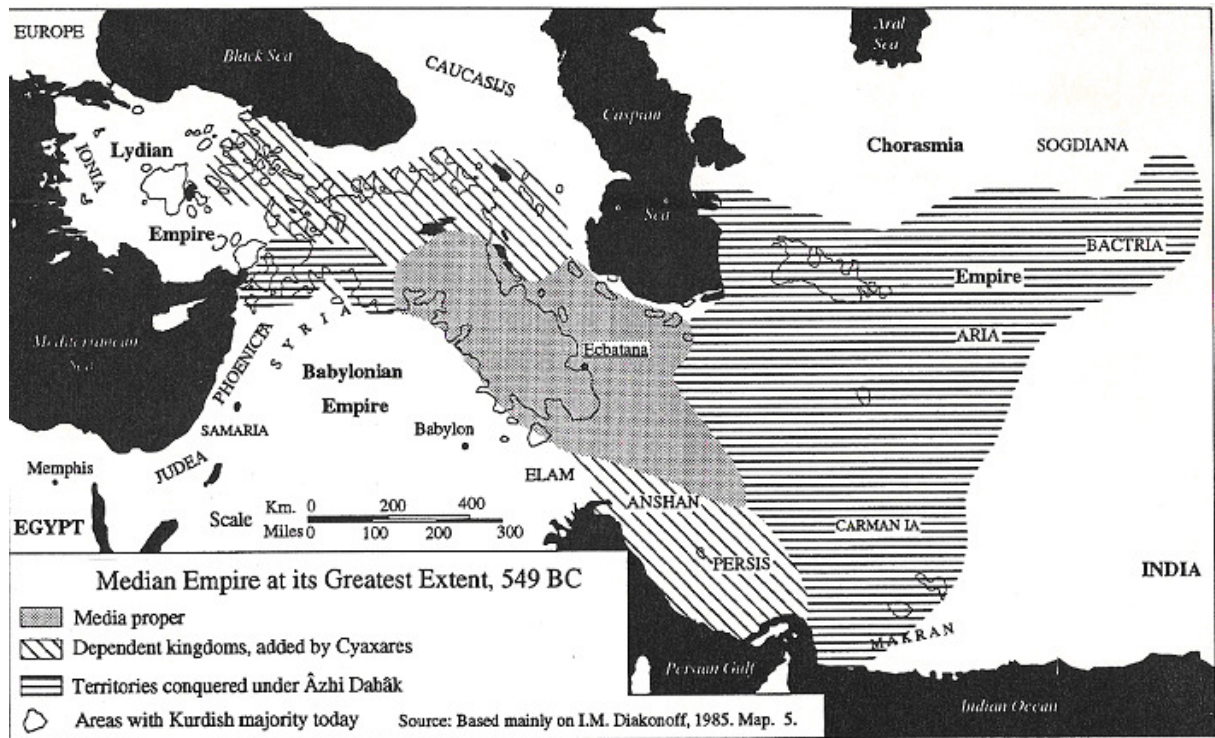 EUROPE
Black Sea
CAUCASUS
Aral
Sea
Caspian
Sea
Chorasmia
SOGDIANA
IONIA
Lydian
Empire
BACTRIA
Empire
ARIA
Mediterranean
Sea
PHOENICIA
SYRIA
Ecbatana
Babylonian
Empire
SAMARIA
Babylon
Memphis
JUDEA
ELAM
ANSHAN
CARMANIA
EGYPT
Scale
Km. 0 200 400
Miles 0 100 200 300
PERSIS
INDIA
MAKRAN
Persian Gulf
Indian Ocean
Median Empire at its Greatest Extent, 549 BC
Media proper
Dependent kingdoms, added by Cyaxares
Territories conquered under Âzhi Dahâk
Areas with Kurdish majority today
Source: Based mainly on I.M. Diakonoff, 1985. Map. 5.